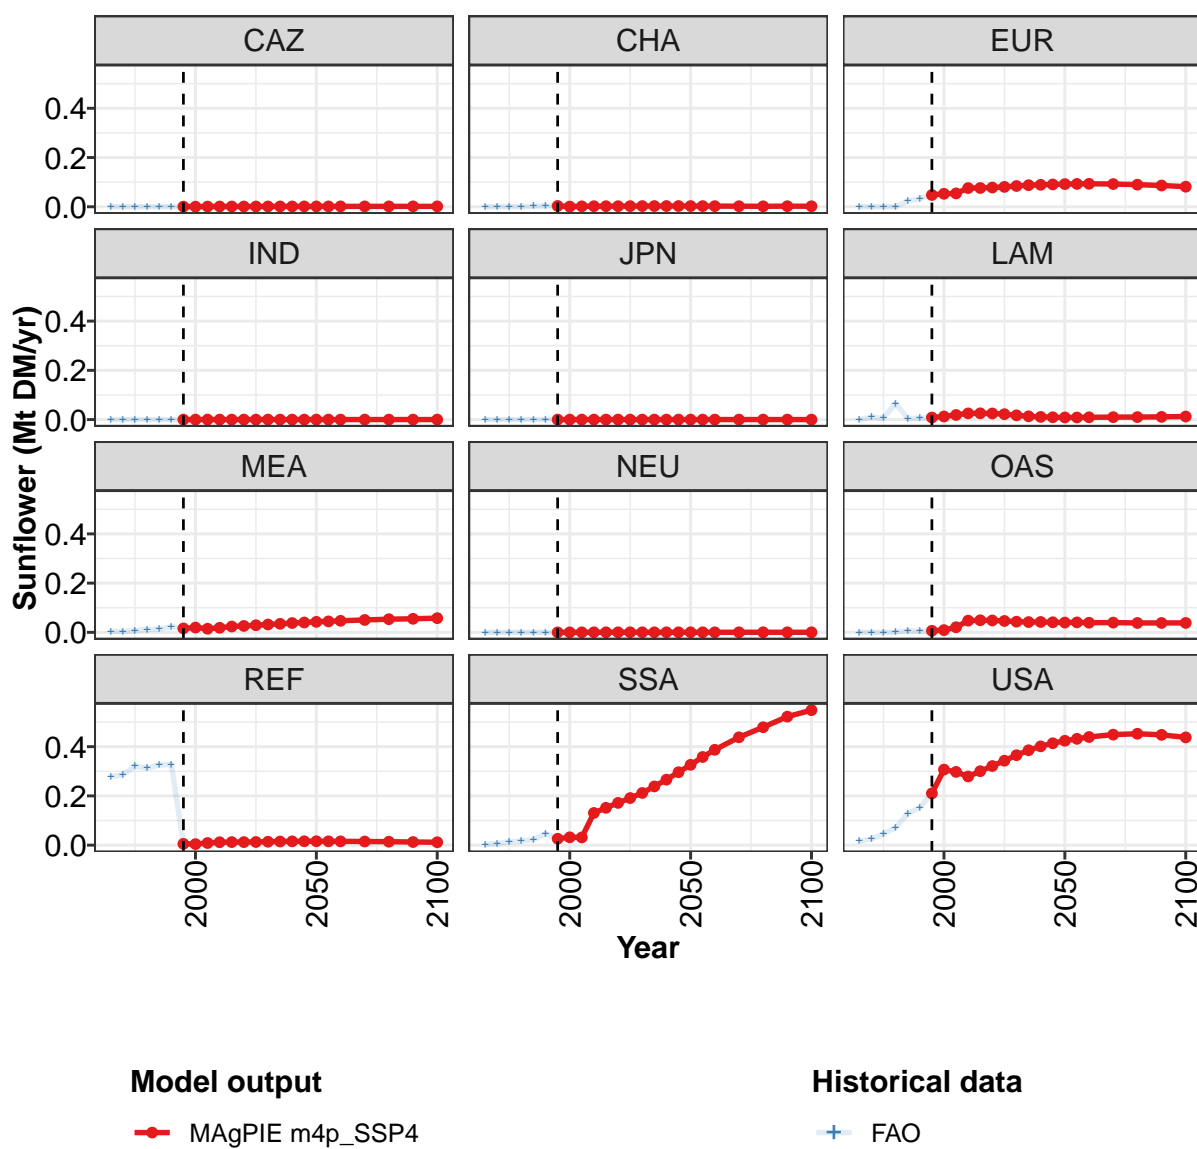 CAZ CHA EUR
0.4
0.2
0.0
IND JPN LAM
0.4
0.2
0.0
MEA NEU OAS
0.4
0.2
0.0
REF SSA USA
0.4
0.2
0.0
Sunflower (Mt DM/yr)
2000 2050 2100 2000 2050 2100 2000 2050 2100
Year
Model output Historical data
MAgPIE m4p_SSP4 FAO